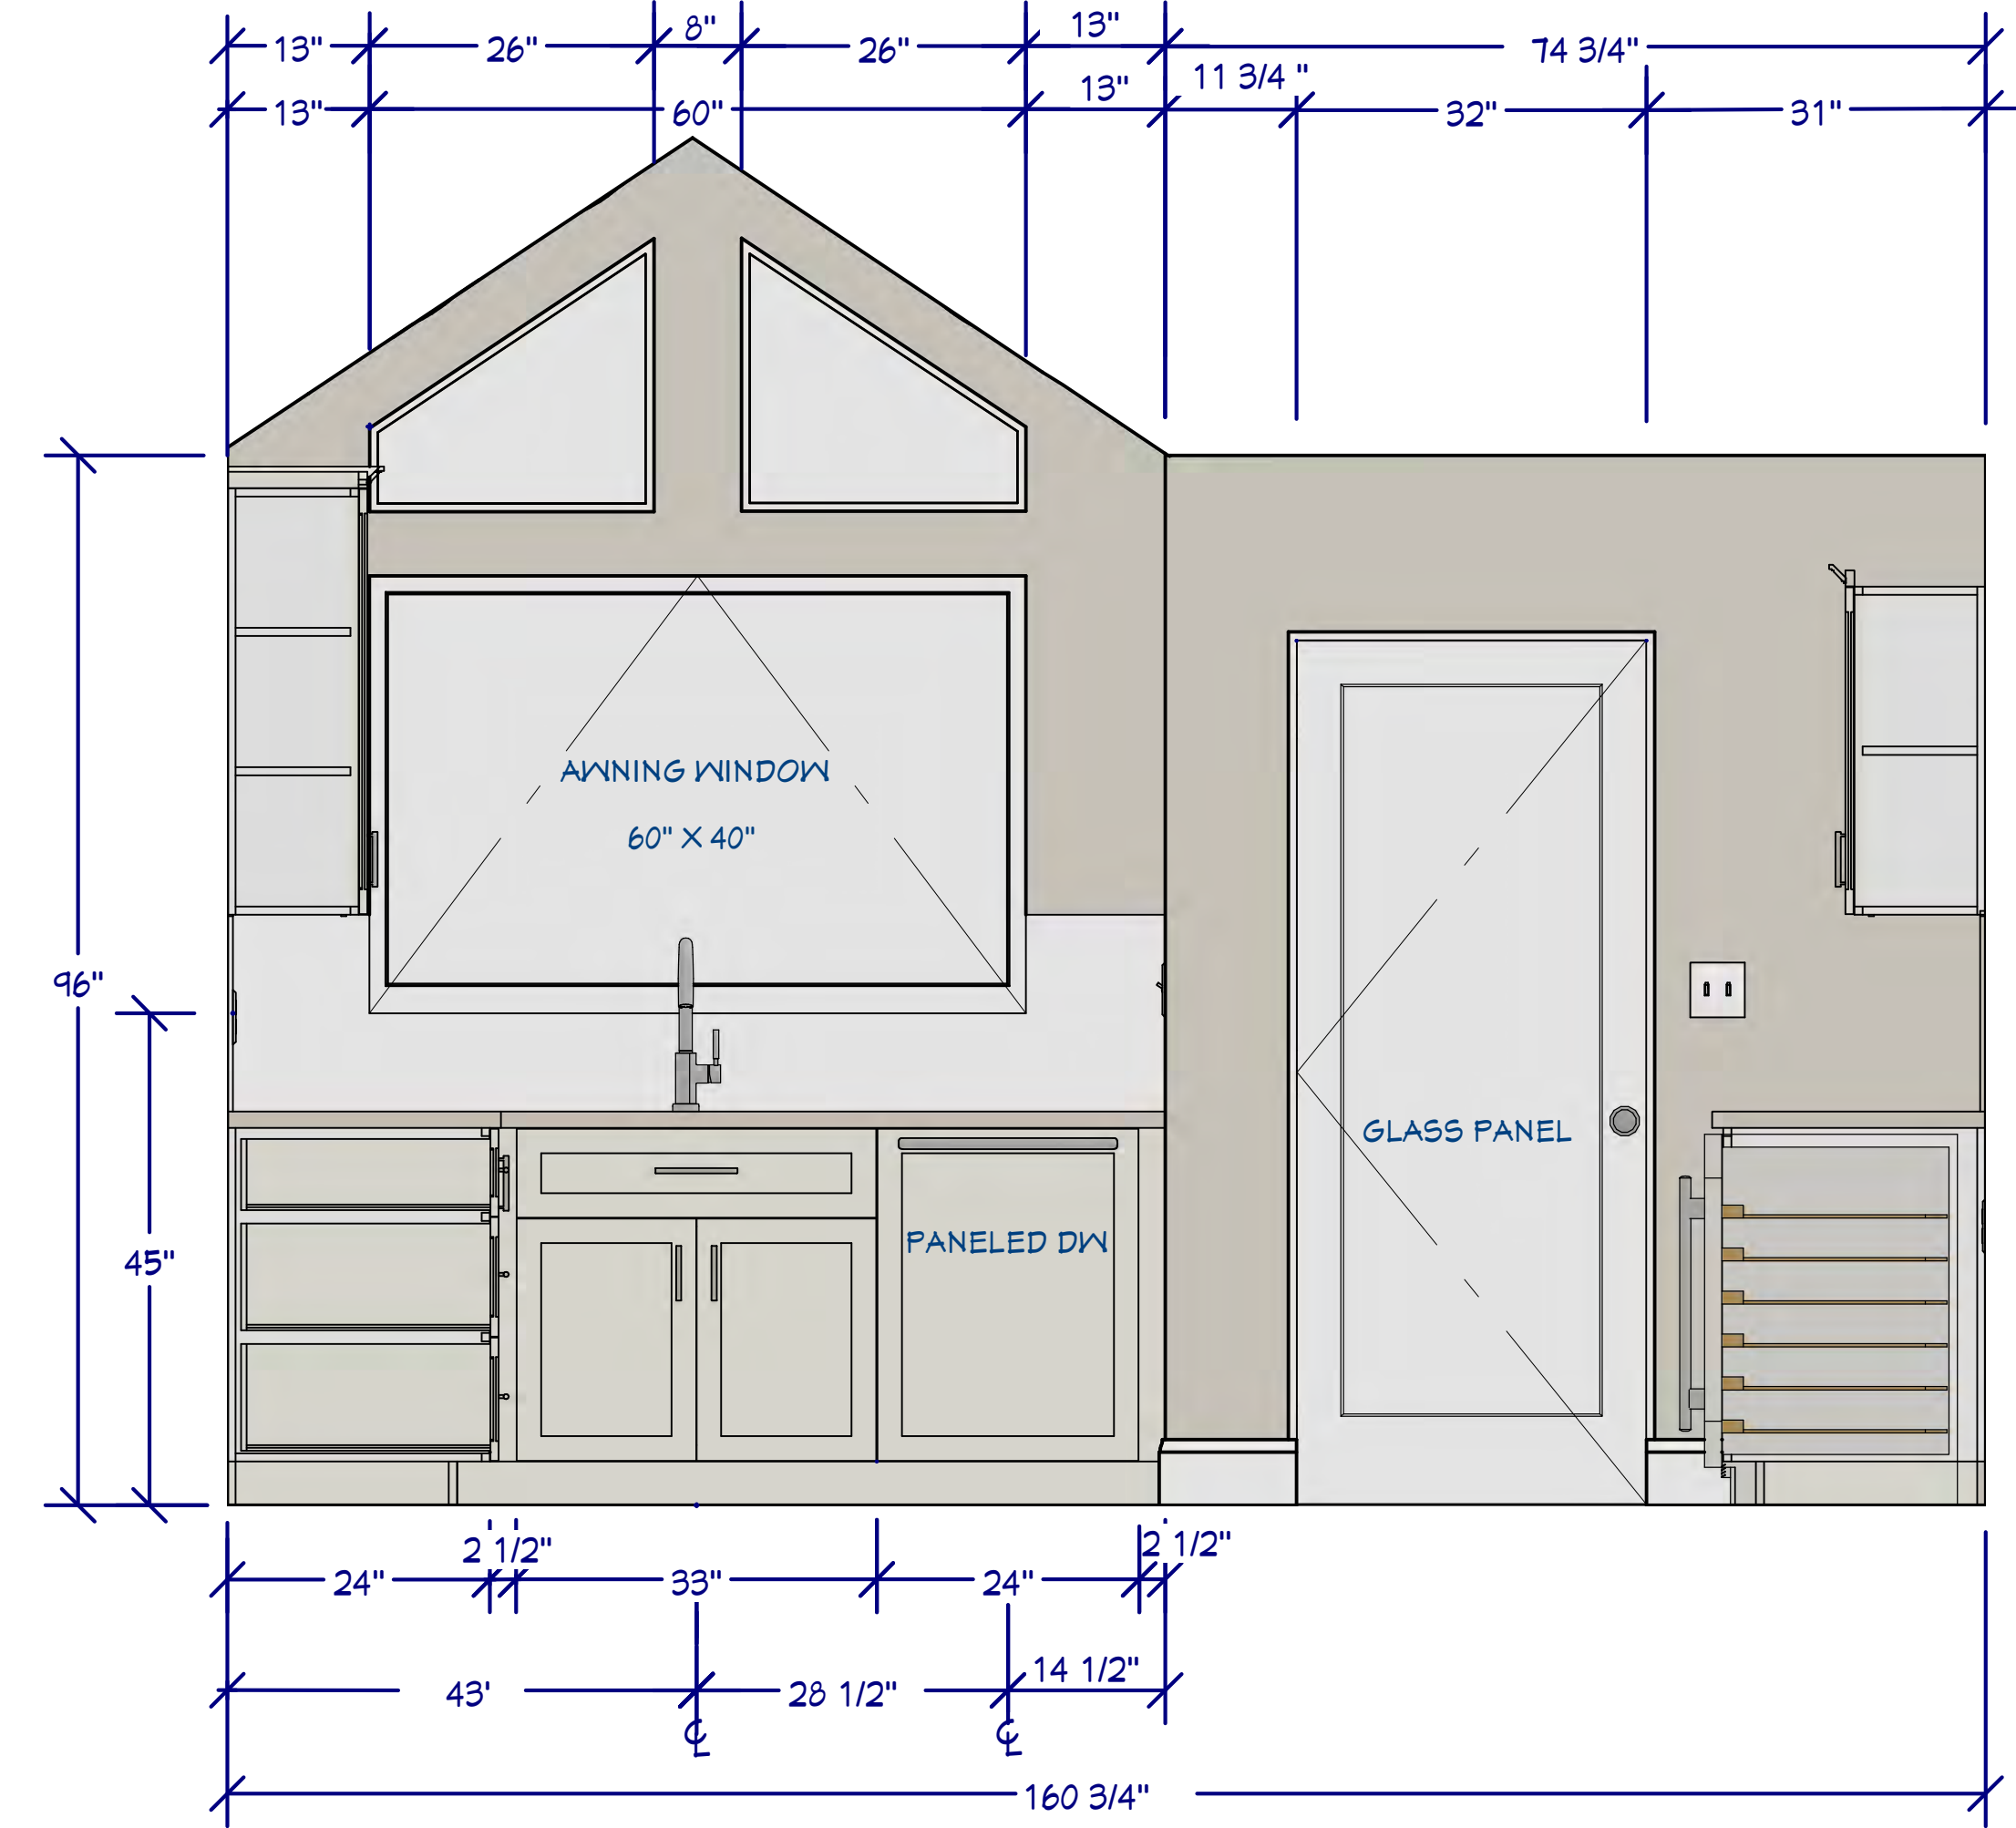 13" 26" 8" 26" 13" 74 3/4"
13" 60" 13" 11 3/4 " 32" 31"
AWNING WINDOW
60" X 40"
96"
GLASS PANEL
PANELED DW
45"
24" 2 1/2" 33" 24" 2 1/2"
43' 28 1/2" 14 1/2"
℄ ℄
160 3/4"